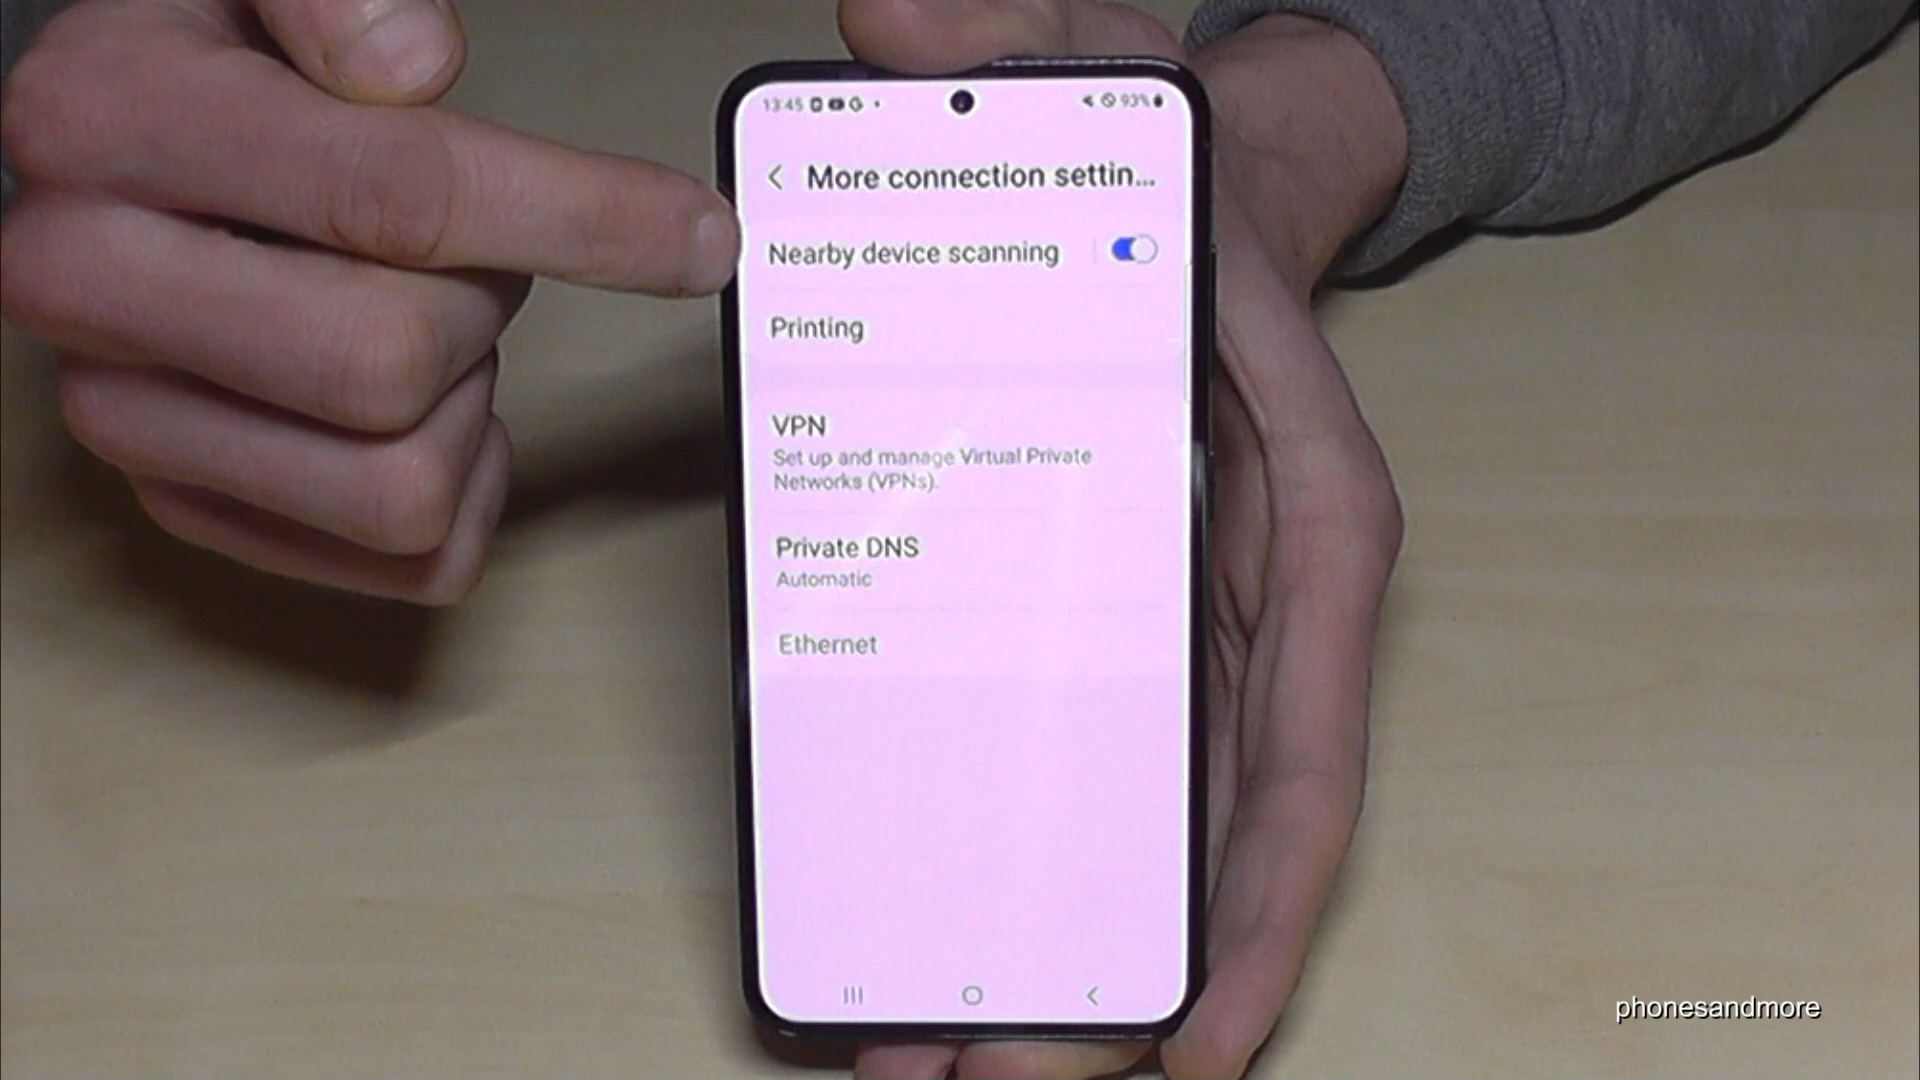 13:45
93%
More connection settin...
Nearby device scanning
Printing
VPN
Set up and manage Virtual Private
Networks (VPNs).
Private DNS
Automatic
Ethernet
phonesandmore